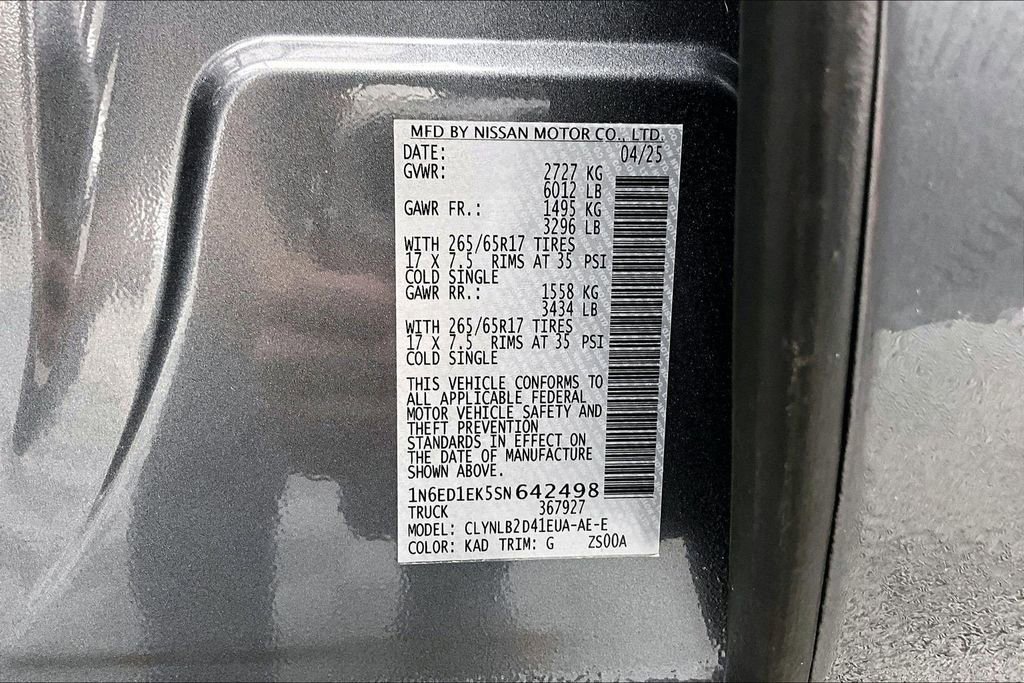 MFD BY NISSAN MOTOR CO., LTD.
DATE: 04/25
GVWR: 2727 KG
6012 LB
GAWR FR.: 1495 KG
3296 LB
WITH 265/65R17 TIRES
17 X 7.5 RIMS AT 35 PSI
COLD SINGLE
GAWR RR.: 1558 KG
3434 LB
WITH 265/65R17 TIRES
17 X 7.5 RIMS AT 35 PSI
COLD SINGLE
THIS VEHICLE CONFORMS TO
ALL APPLICABLE FEDERAL
MOTOR VEHICLE SAFETY AND
THEFT PREVENTION
STANDARDS IN EFFECT ON
THE DATE OF MANUFACTURE
SHOWN ABOVE.
1N6ED1EK5SN642498
TRUCK 367927
MODEL: CLYNLB2D41EUA-AE-E
COLOR: KAD TRIM: G ZS00A